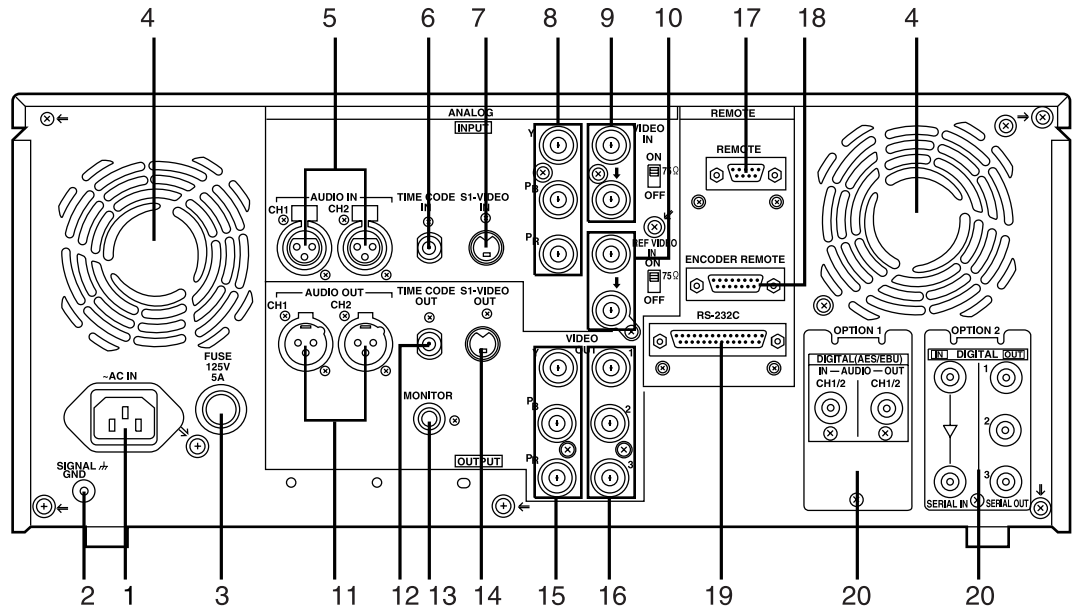 4 5 6 7 8 9 10 17 18 4
ANALOG
INPUT
REMOTE
Y
PB
PR
VIDEO IN
ON
75Ω
OFF
REMOTE
AUDIO IN
CH1 CH2
TIME CODE IN
S1-VIDEO IN
REF VIDEO IN
ON
75Ω
OFF
ENCODER REMOTE
AUDIO OUT
CH1 CH2
TIME CODE OUT
S1-VIDEO OUT
RS-232C
FUSE
125V
5A
~AC IN
VIDEO OUT
Y
PB
PR
1
2
3
MONITOR
OUTPUT
SIGNAL
GND
OPTION 1
DIGITAL(AES/EBU)
IN — AUDIO — OUT
CH1/2 CH1/2
OPTION 2
IN DIGITAL OUT
1
2
3
SERIAL IN SERIAL OUT
2 1 3 11 12 13 14 15 16 19 20 20